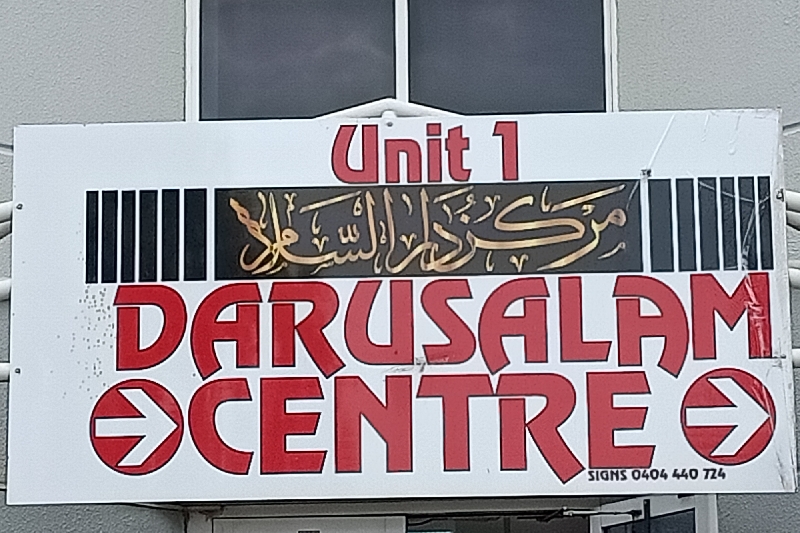 Unit 1
مركز دار السلام
DARUSALAM
CENTRE
SIGNS 0404 440 724